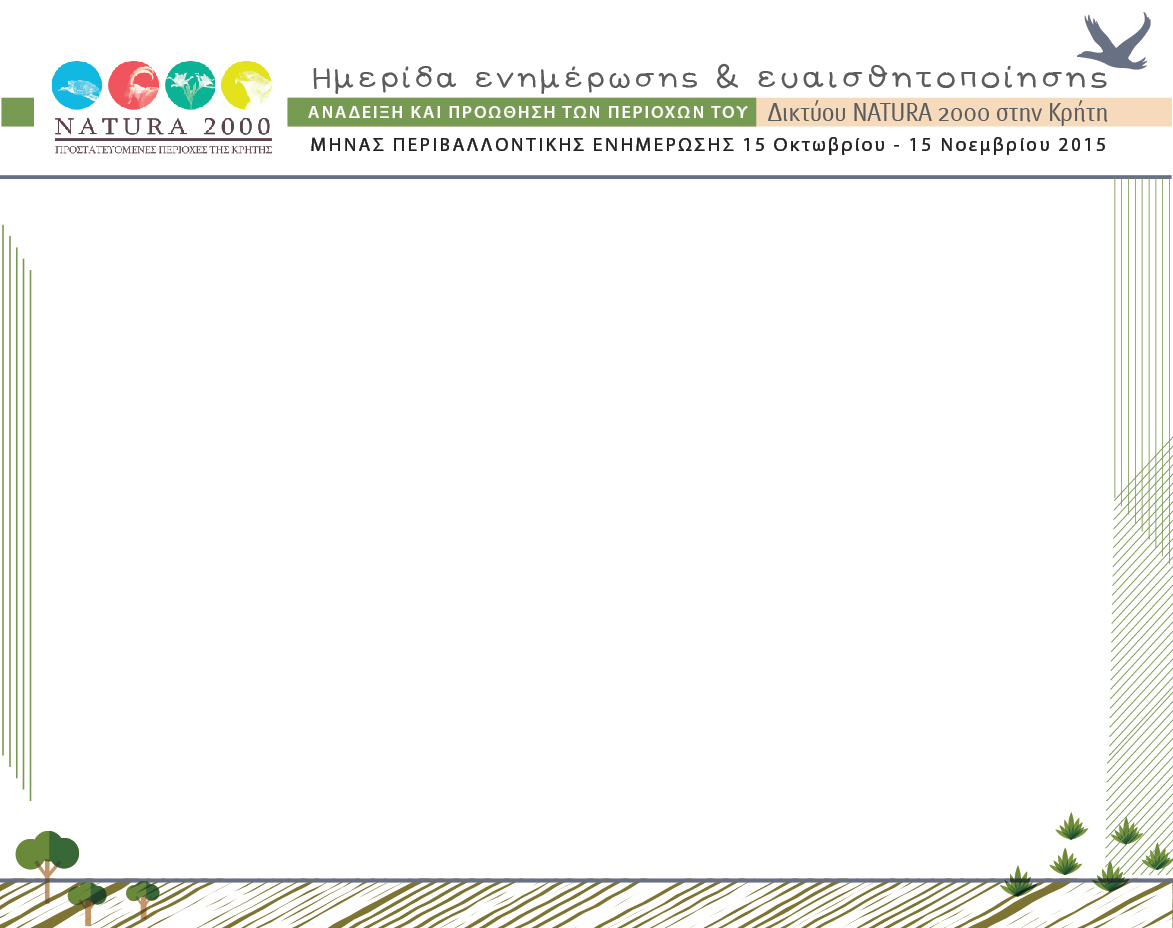 NATURA 2000
ΠΡΟΣΤΑΤΕΥΟΜΕΝΕΣ ΠΕΡΙΟΧΕΣ ΤΗΣ ΚΡΗΤΗΣ
Ημερίδα ενημέρωσης & ευαισθητοποίησης
ΑΝΑΔΕΙΞΗ ΚΑΙ ΠΡΟΩΘΗΣΗ ΤΩΝ ΠΕΡΙΟΧΩΝ ΤΟΥ Δικτύου NATURA 2000 στην Κρήτη
ΜΗΝΑΣ ΠΕΡΙΒΑΛΛΟΝΤΙΚΗΣ ΕΝΗΜΕΡΩΣΗΣ 15 Οκτωβρίου - 15 Νοεμβρίου 2015